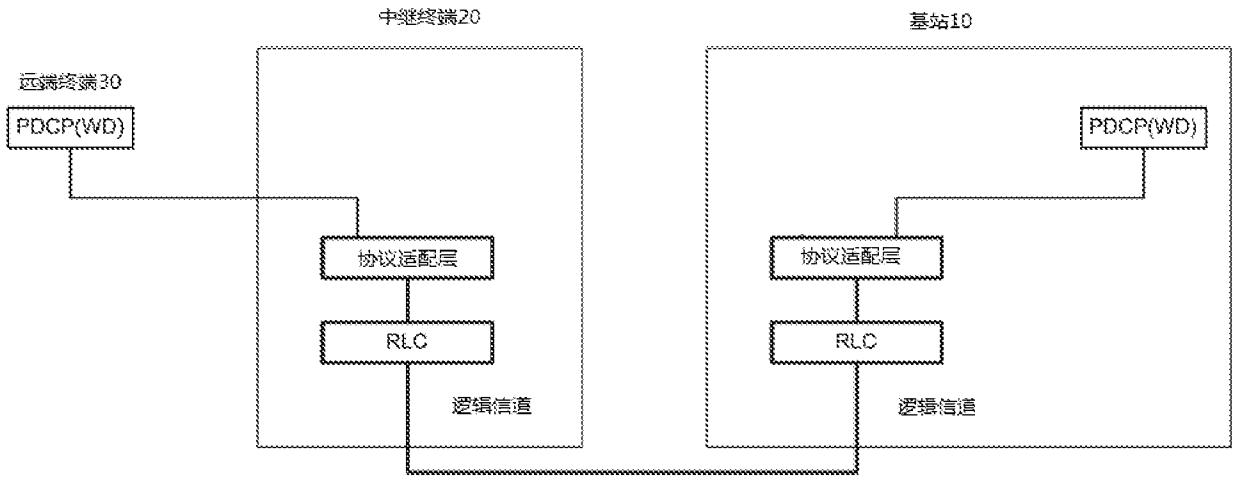 中继终端20
基站10
远端终端30
PDCP(WD)
PDCP(WD)
协议适配层
协议适配层
RLC
RLC
逻辑信道
逻辑信道